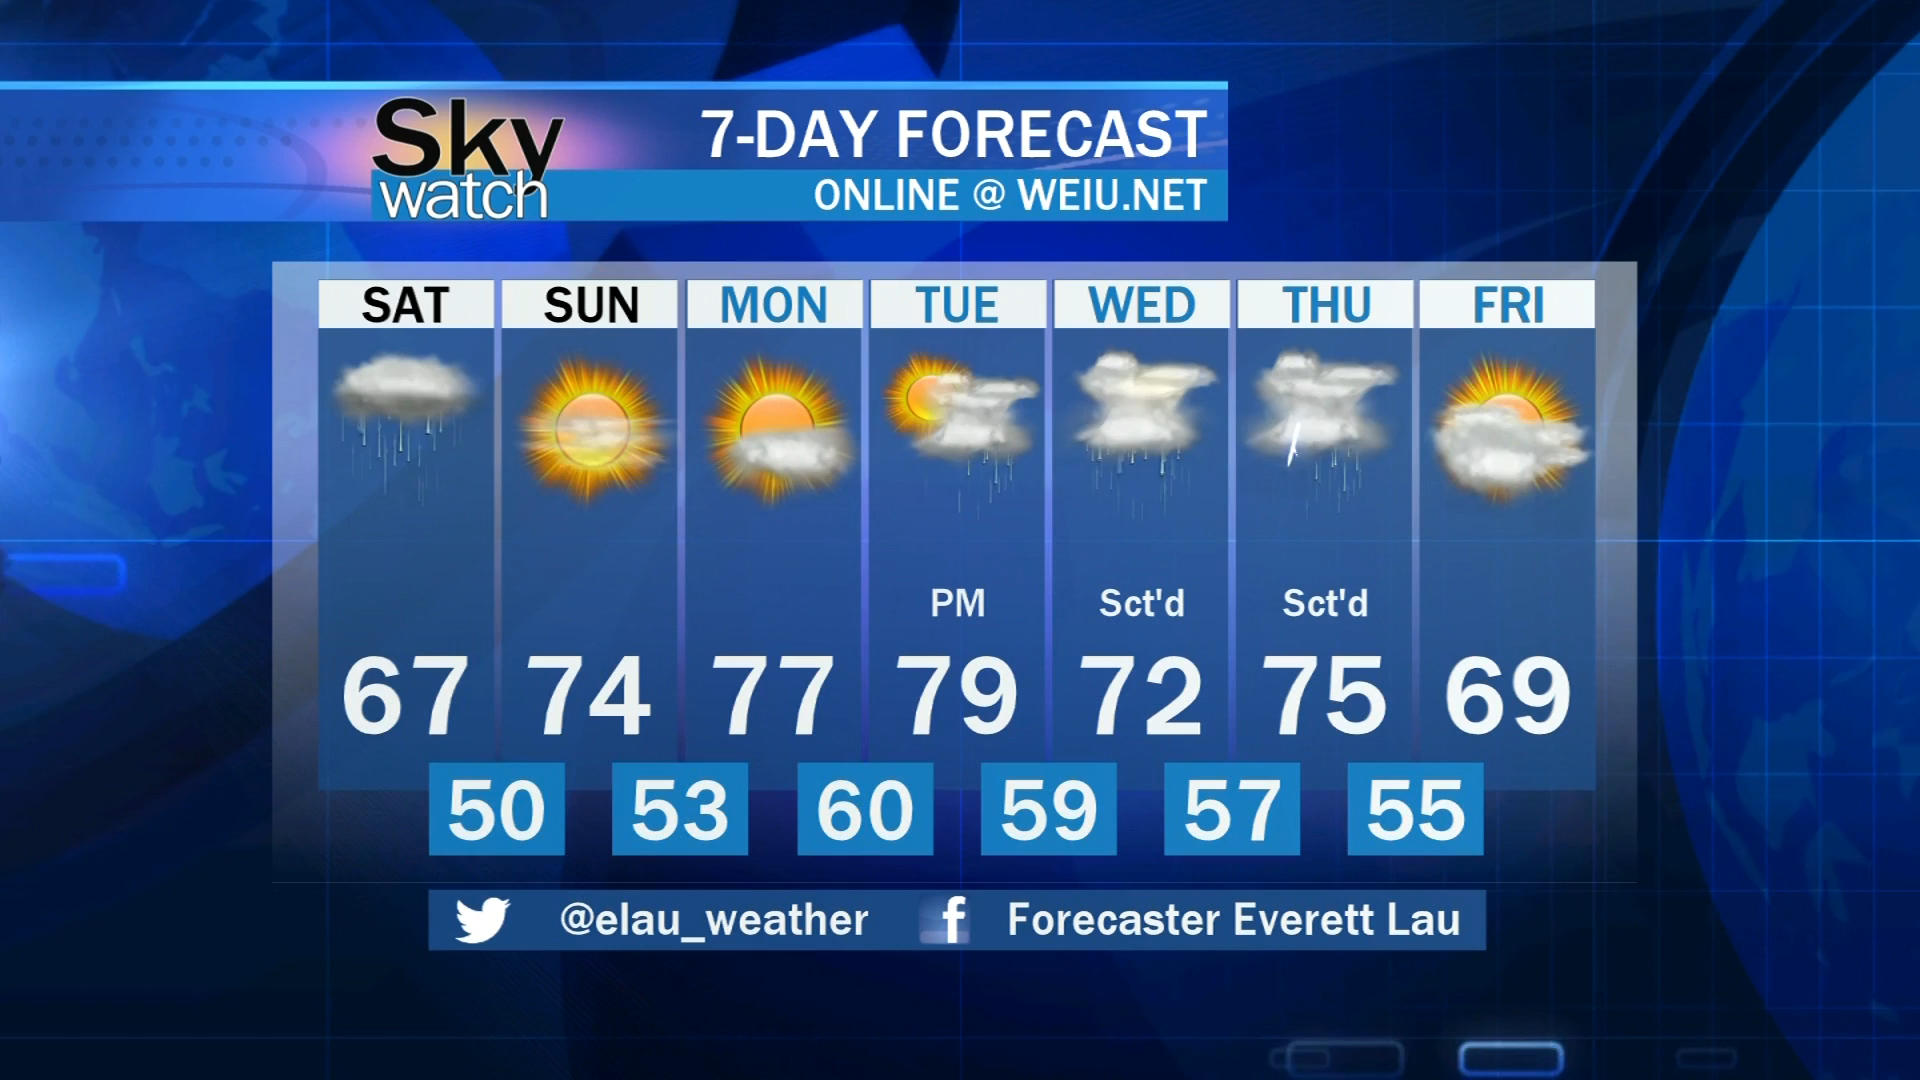 Sky
watch
7-DAY FORECAST
ONLINE @ WEIU.NET
SAT SUN MON TUE WED THU FRI
PM Sct'd Sct'd
67 74 77 79 72 75 69
50 53 60 59 57 55
@elau_weather f Forecaster Everett Lau